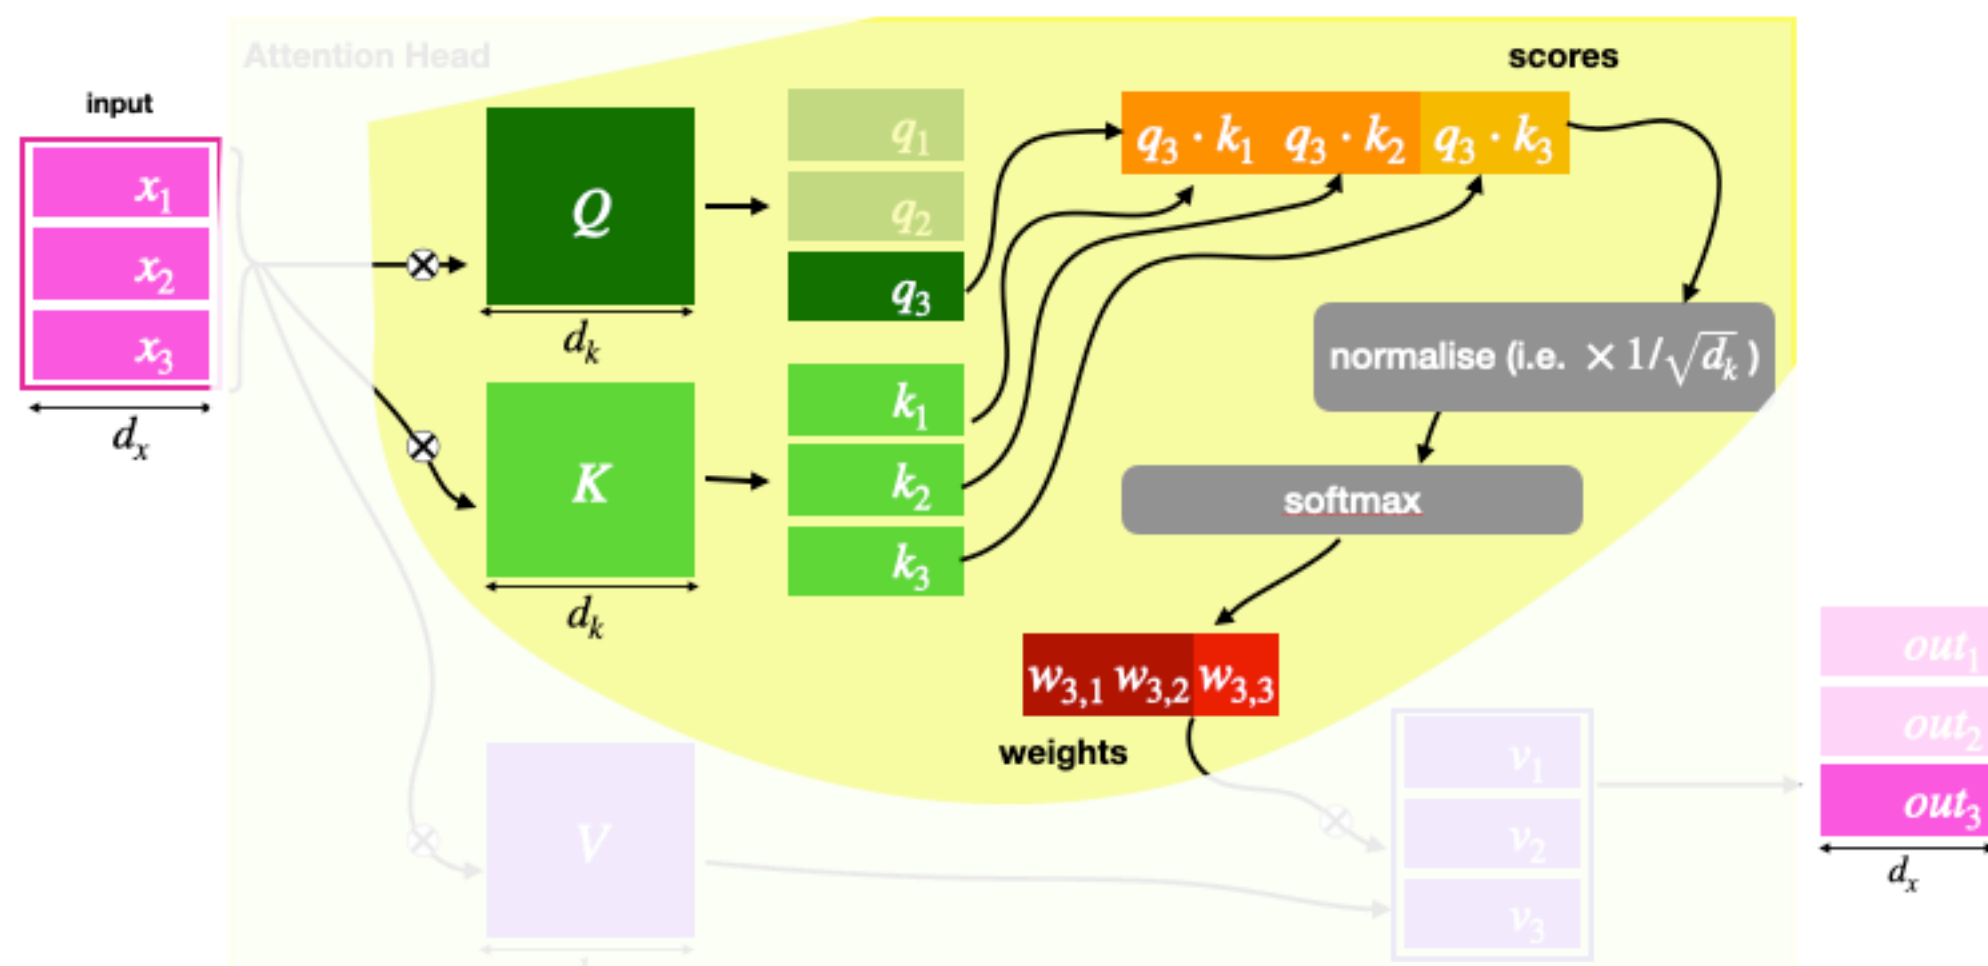 Attention Head
scores
input
x₁
x₂
x₃
dₓ
Q
dₖ
q₁
q₂
q₃
K
dₖ
k₁
k₂
k₃
q₃ · k₁ q₃ · k₂ q₃ · k₃
normalise (i.e. × 1/√dₖ )
softmax
w₃,₁ w₃,₂ w₃,₃
weights
V
v₁
v₂
v₃
out₁
out₂
out₃
dₓ